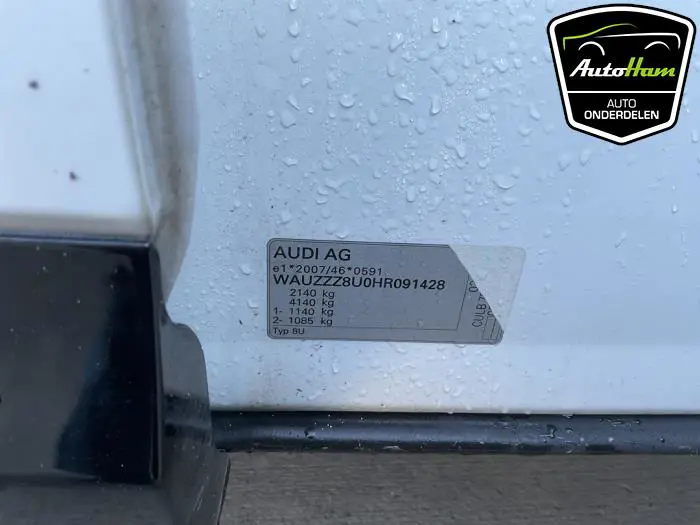 AutoHam
AUTO
ONDERDELEN
AUDI AG
e1*2007/46*0591
WAUZZZ8U0HR091428
2140 kg
4140 kg
1- 1140 kg
2- 1085 kg
Typ 8U
CULB